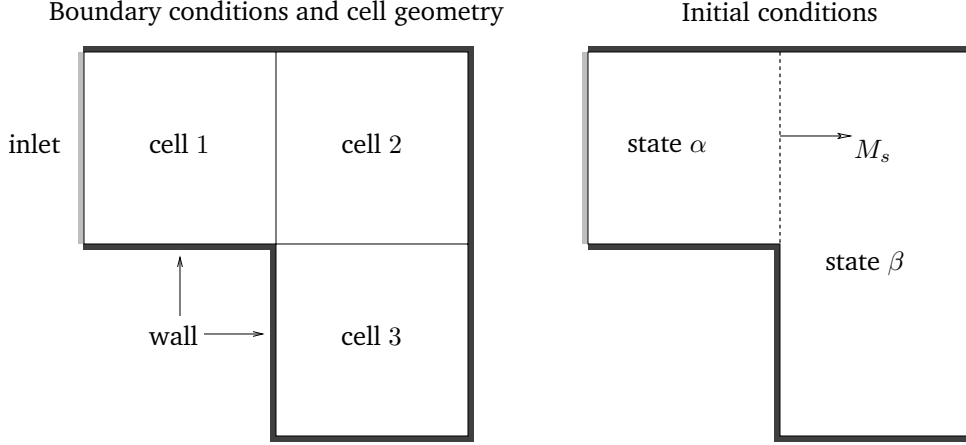 Boundary conditions and cell geometry
inlet
cell 1
cell 2
wall
cell 3
Initial conditions
state α
M_s
state β